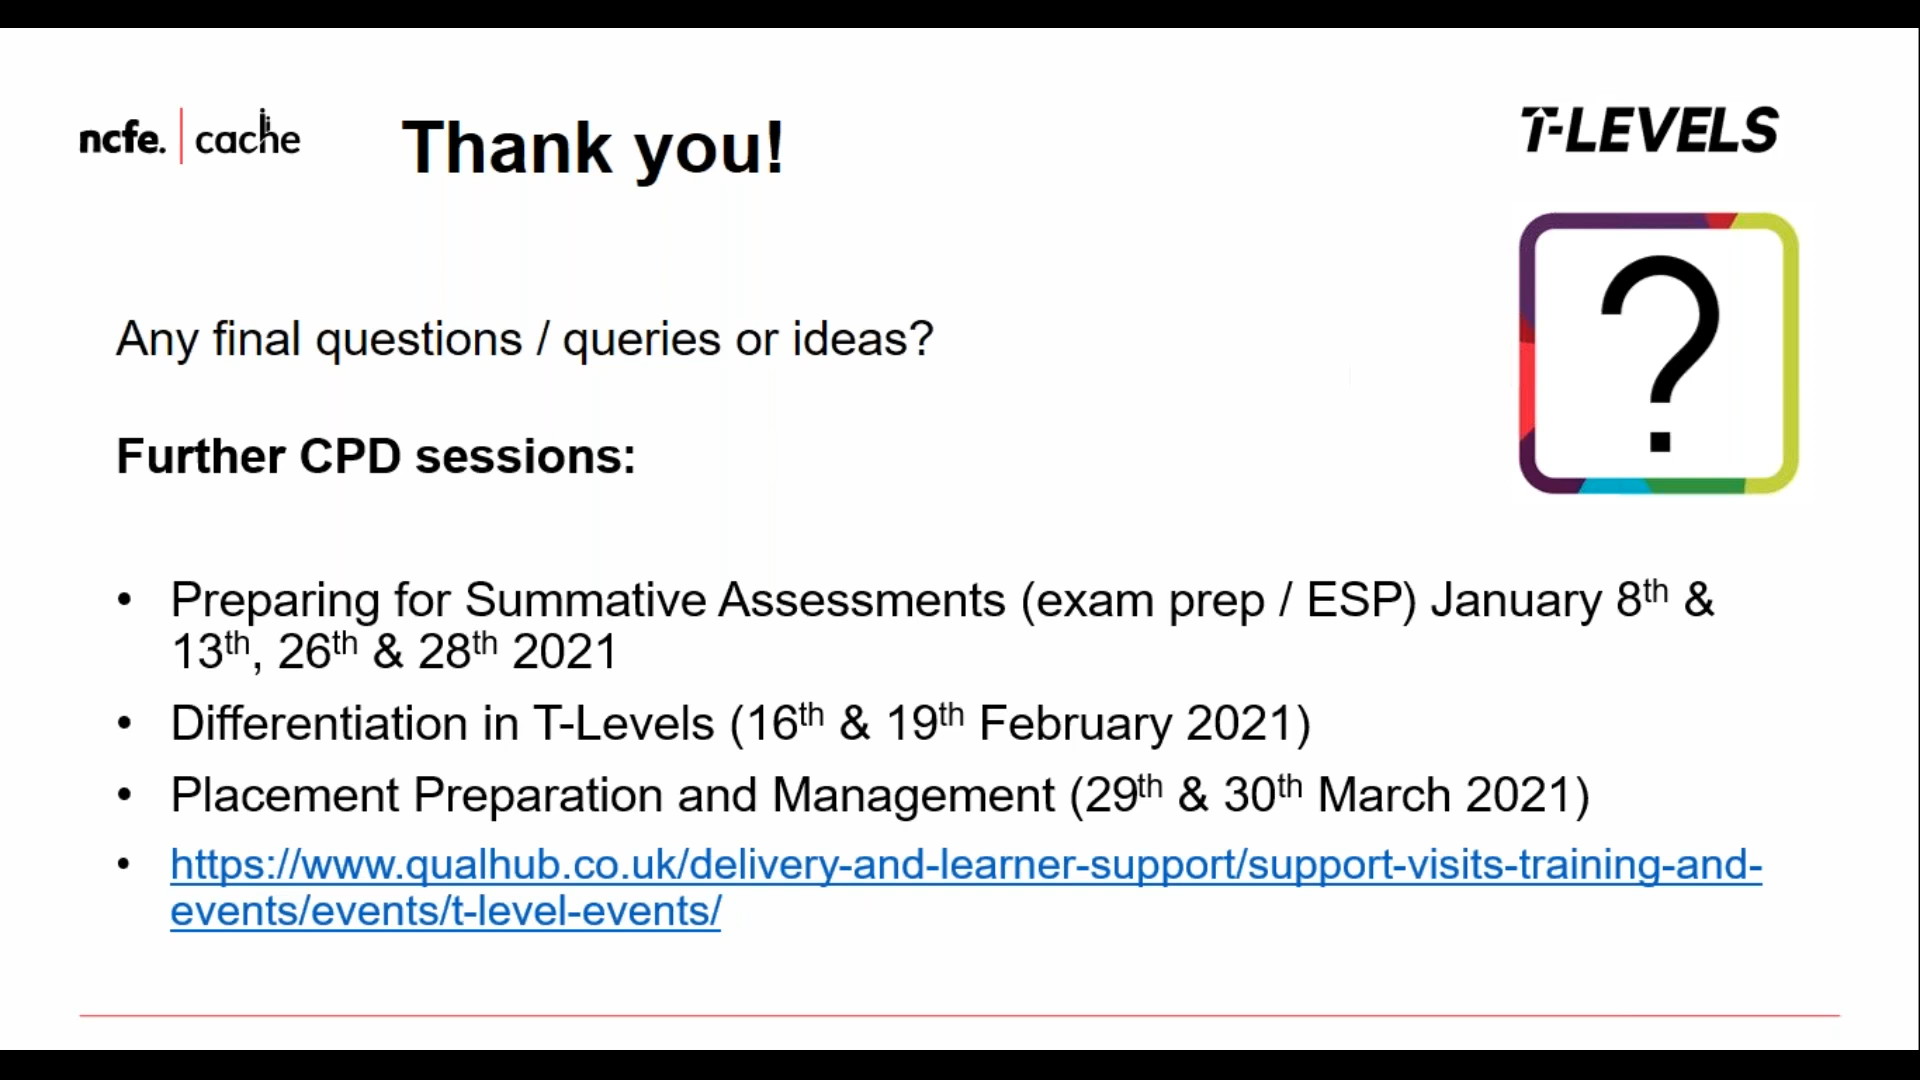 ncfe. | cache
Thank you!
T-LEVELS
?
Any final questions / queries or ideas?
Further CPD sessions:
• Preparing for Summative Assessments (exam prep / ESP) January 8th &
13th, 26th & 28th 2021
• Differentiation in T-Levels (16th & 19th February 2021)
• Placement Preparation and Management (29th & 30th March 2021)
• https://www.qualhub.co.uk/delivery-and-learner-support/support-visits-training-and-
events/events/t-level-events/